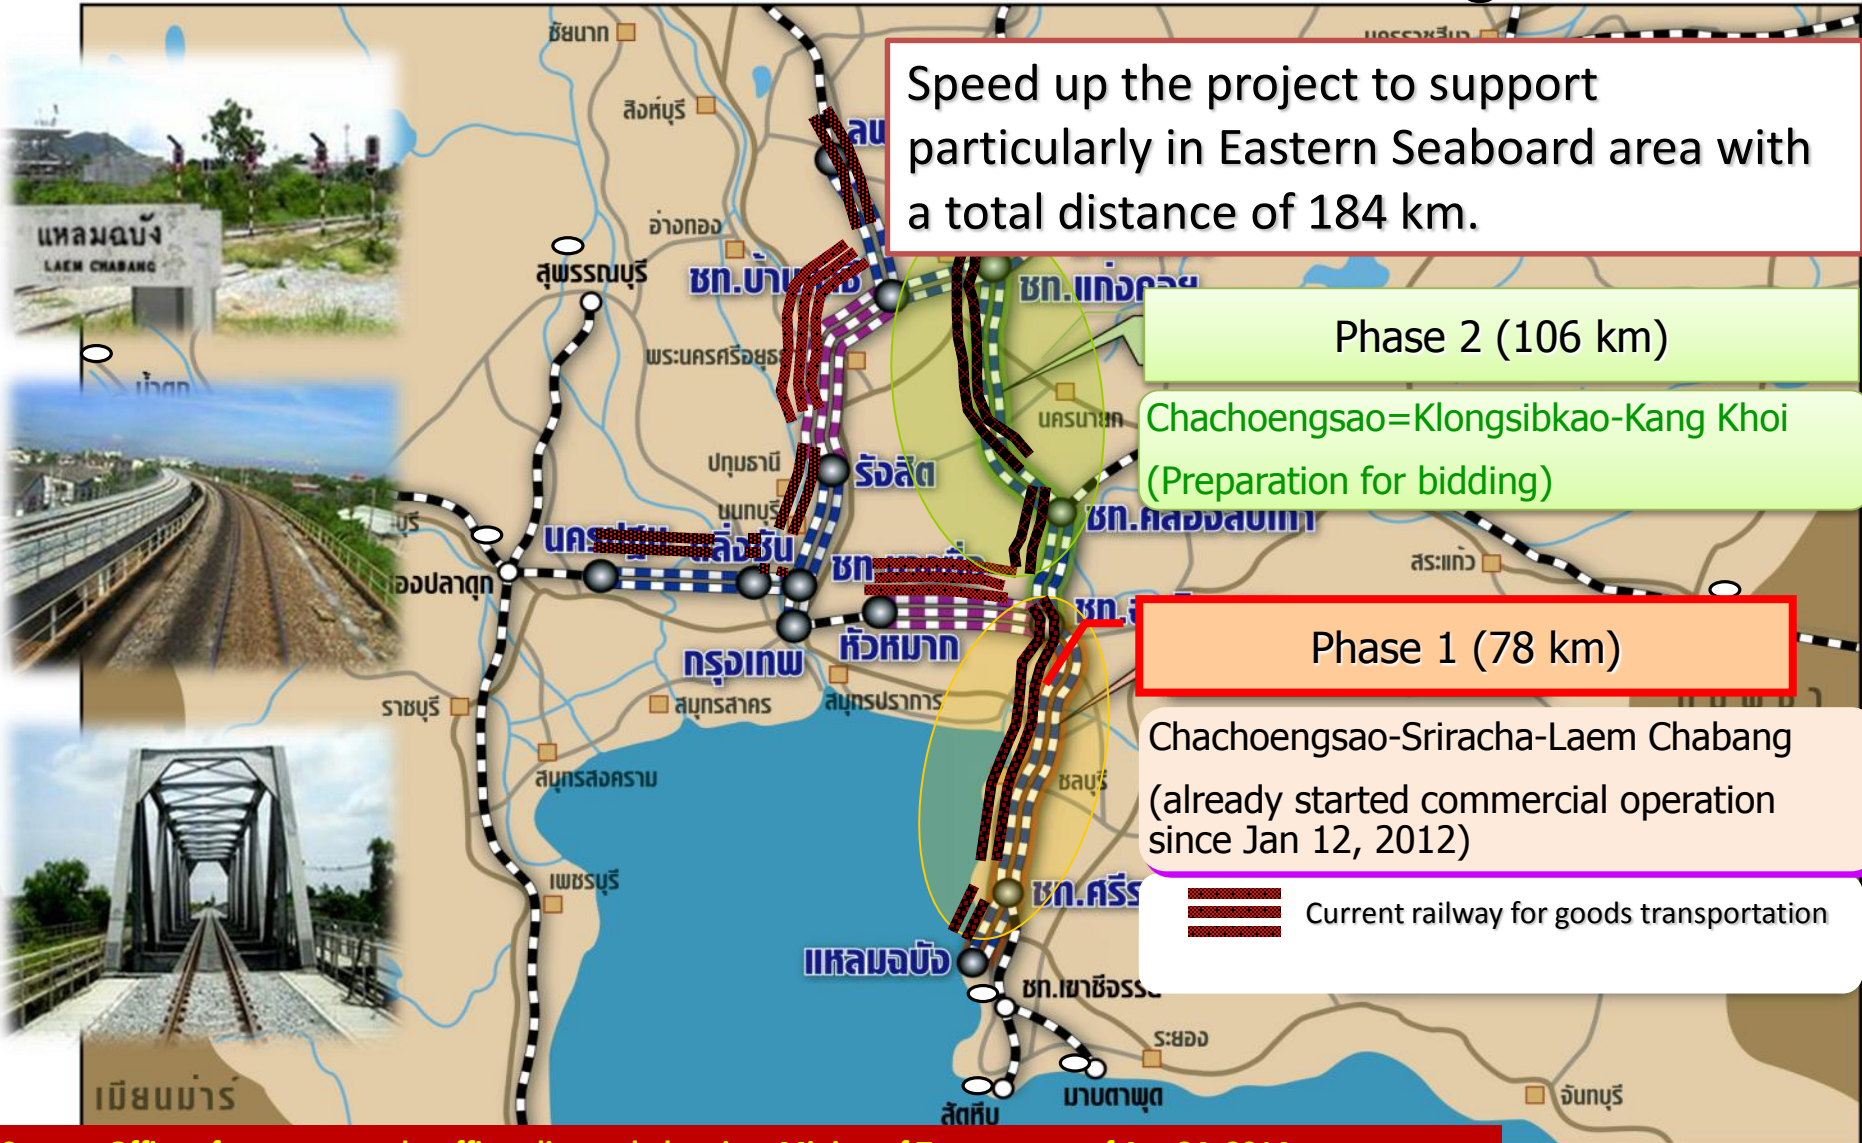 ชัยนาท
สิงห์บุรี
Speed up the project to support
particularly in Eastern Seaboard area with
a total distance of 184 km.
อ่างทอง
แหลมฉบัง
LAEM CHABANG
สุพรรณบุรี
Phase 2 (106 km)
Chachoengsao=Klongsibkao-Kang Khoi
(Preparation for bidding)
นครนายก
ปทุมธานี
รังสิต
นนทบุรี
ชท.คลองสิบเก้า
สระแก้ว
กรุงเทพ
หัวหมาก
Phase 1 (78 km)
ราชบุรี
สมุทรสาคร
สมุทรปราการ
Chachoengsao-Sriracha-Laem Chabang
(already started commercial operation
since Jan 12, 2012)
สมุทรสงคราม
ชลบุรี
เพชรบุรี
Current railway for goods transportation
แหลมฉบัง
ระยอง
มาบตาพุด
สัตหีบ
จันทบุรี
เมียนม่าร์